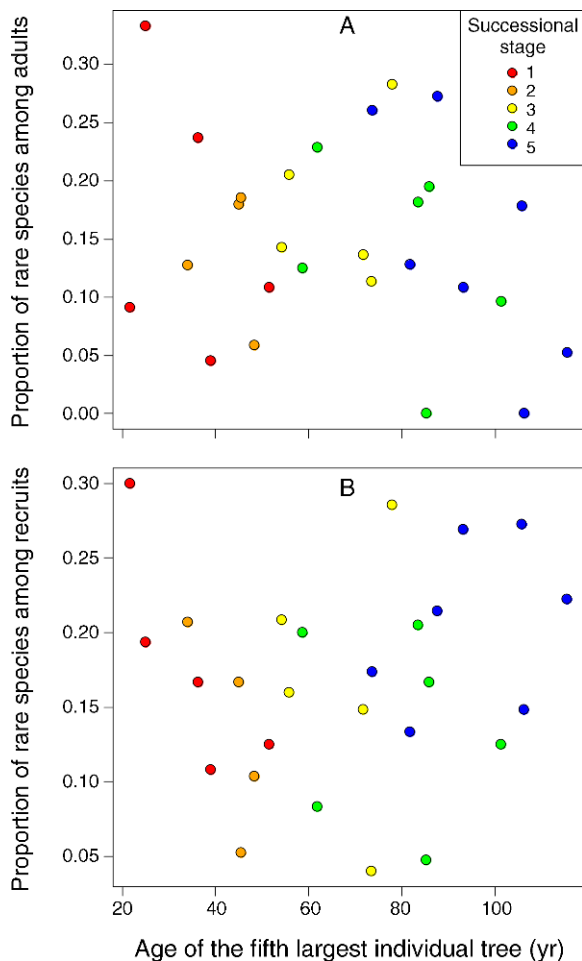 A
Successional
stage
1
2
3
4
5
Proportion of rare species among adults
0.30
0.25
0.20
0.15
0.10
0.05
0.00
B
Proportion of rare species among recruits
0.30
0.25
0.20
0.15
0.10
0.05
20 40 60 80 100
Age of the fifth largest individual tree (yr)